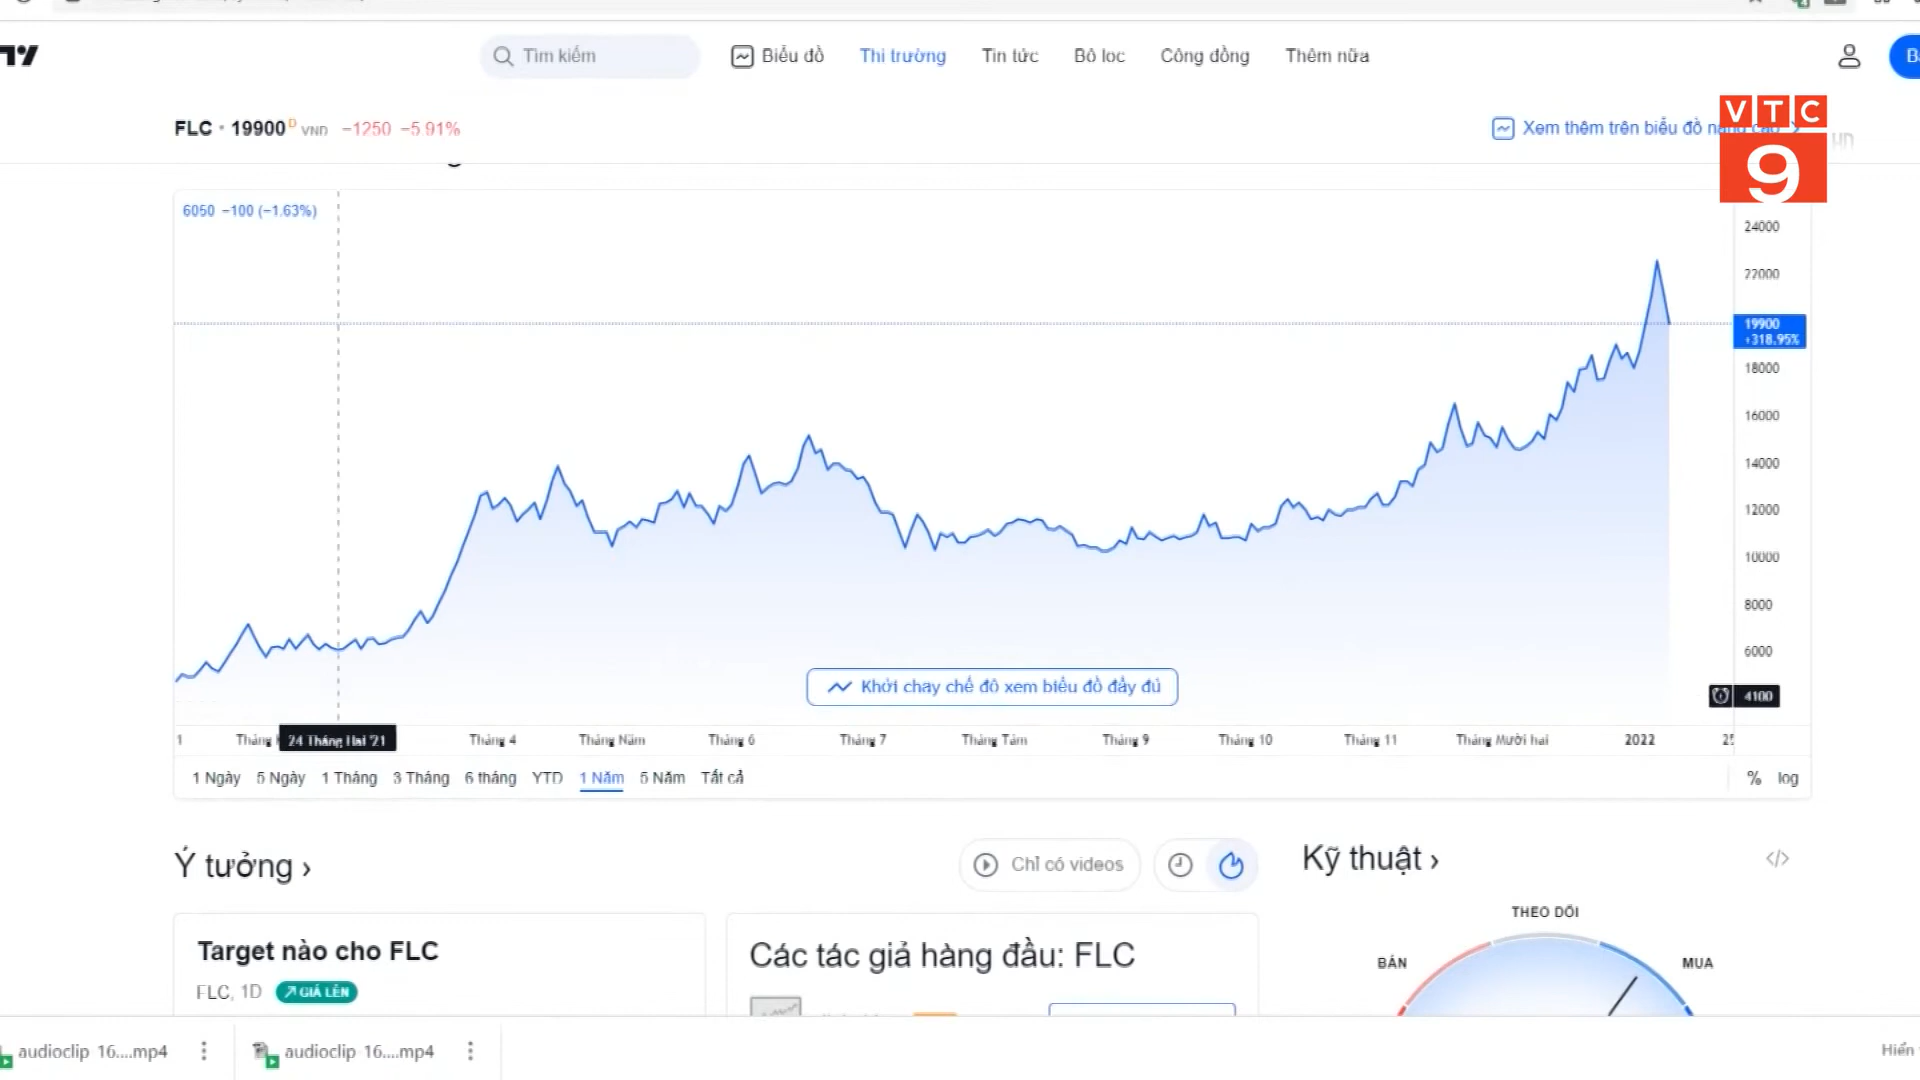 Tìm kiếm
Biểu đồ
Thị trường
Tin tức
Bộ lọc
Cộng đồng
Thêm nữa
FLC · 19900 D VND −1250 −5.91%
Xem thêm trên biểu đồ nâng cao
VTC
9
6050 −100 (−1.63%)
24000
22000
19900
+318.95%
18000
16000
14000
12000
10000
8000
6000
4100
Khởi chạy chế độ xem biểu đồ đầy đủ
1
Tháng
24 Tháng Hai '21
Tháng 4
Tháng Năm
Tháng 6
Tháng 7
Tháng Tám
Tháng 9
Tháng 10
Tháng 11
Tháng Mười hai
2022
1 Ngày
5 Ngày
1 Tháng
3 Tháng
6 tháng
YTD
1 Năm
5 Năm
Tất cả
%
log
Ý tưởng ›
Chỉ có videos
Kỹ thuật ›
</>
THEO DÕI
BÁN
MUA
Target nào cho FLC
FLC, 1D
GIÁ LÊN
Các tác giả hàng đầu: FLC
audioclip 16....mp4
audioclip 16....mp4
Hiển